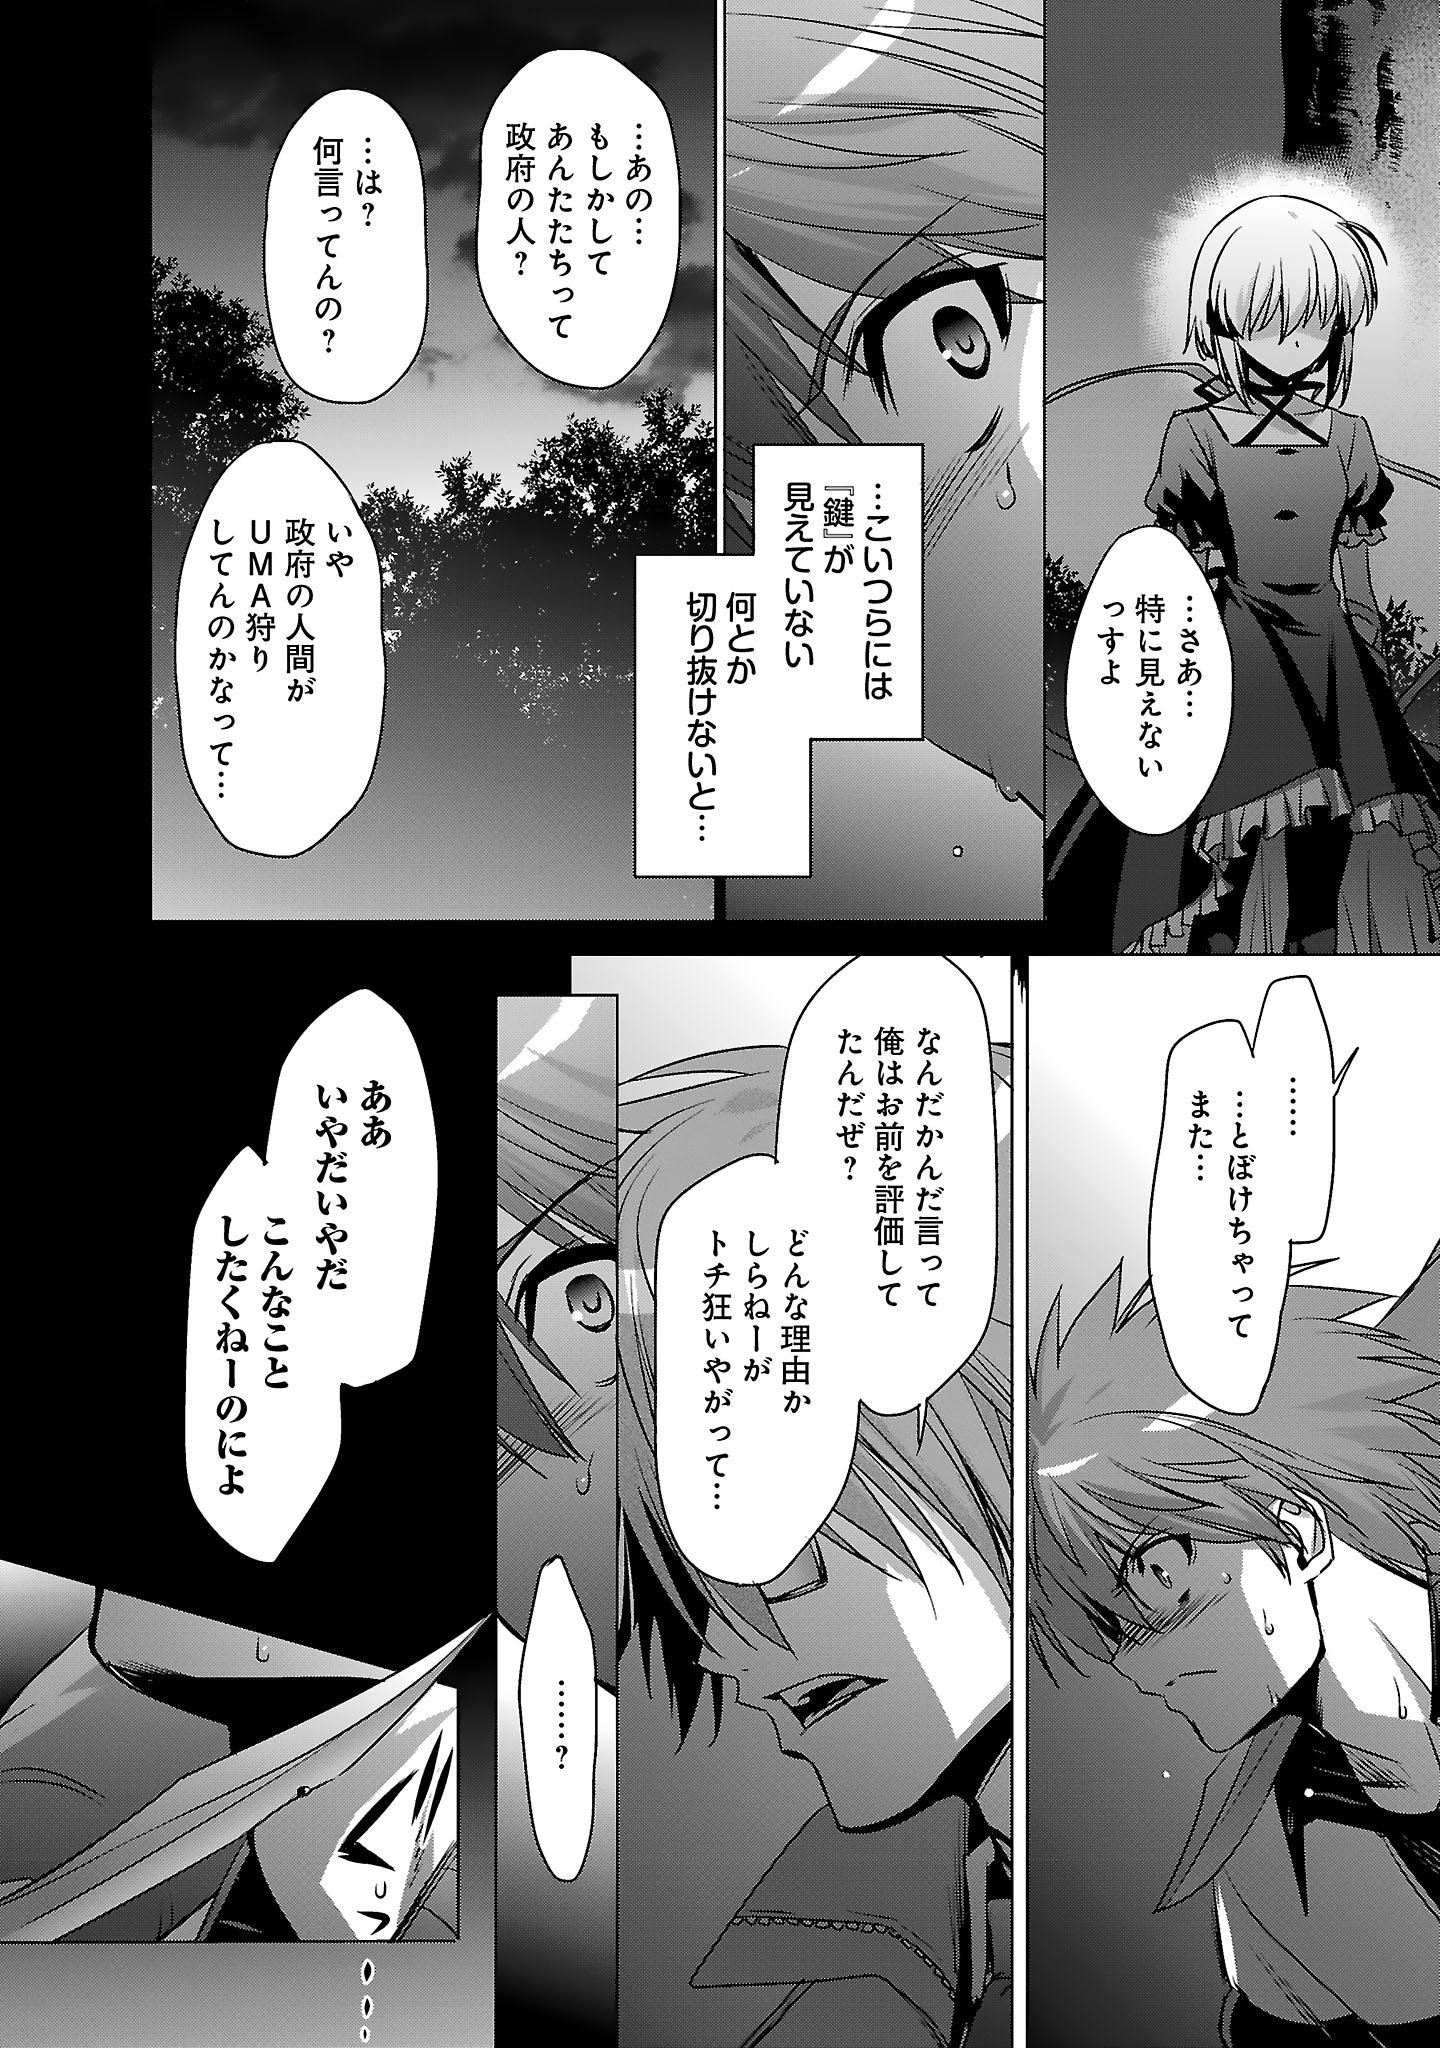 …さあ…
特に見えない
っすよ
…こいつらには
『鍵』が
見えていない
何とか
切り抜けないと…
…あの…
もしかして
あんたたちって
政府の人？
…は？
何言ってんの？
いや
政府の人間が
ＵＭＡ狩り
してんのかなって…
……
…とぼけちゃって
また…
なんだかんだ言って
俺はお前を評価して
たんだぜ？
どんな理由か
しらねーが
トチ狂いやがって…
……？
ああ
いやだいやだ
こんなこと
したくねーのによ